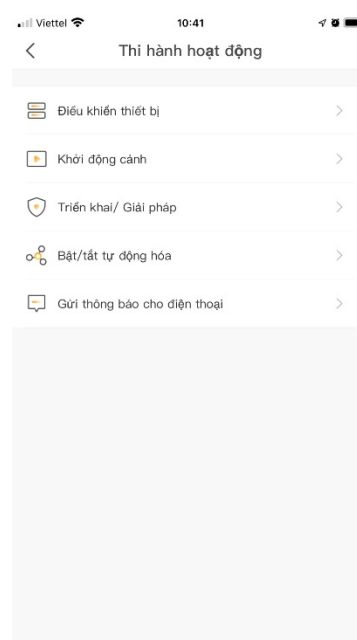 Viettel 10:41
Thi hành hoạt động
Điều khiển thiết bị
Khởi động cảnh
Triển khai/ Giải pháp
Bật/tắt tự động hóa
Gửi thông báo cho điện thoại